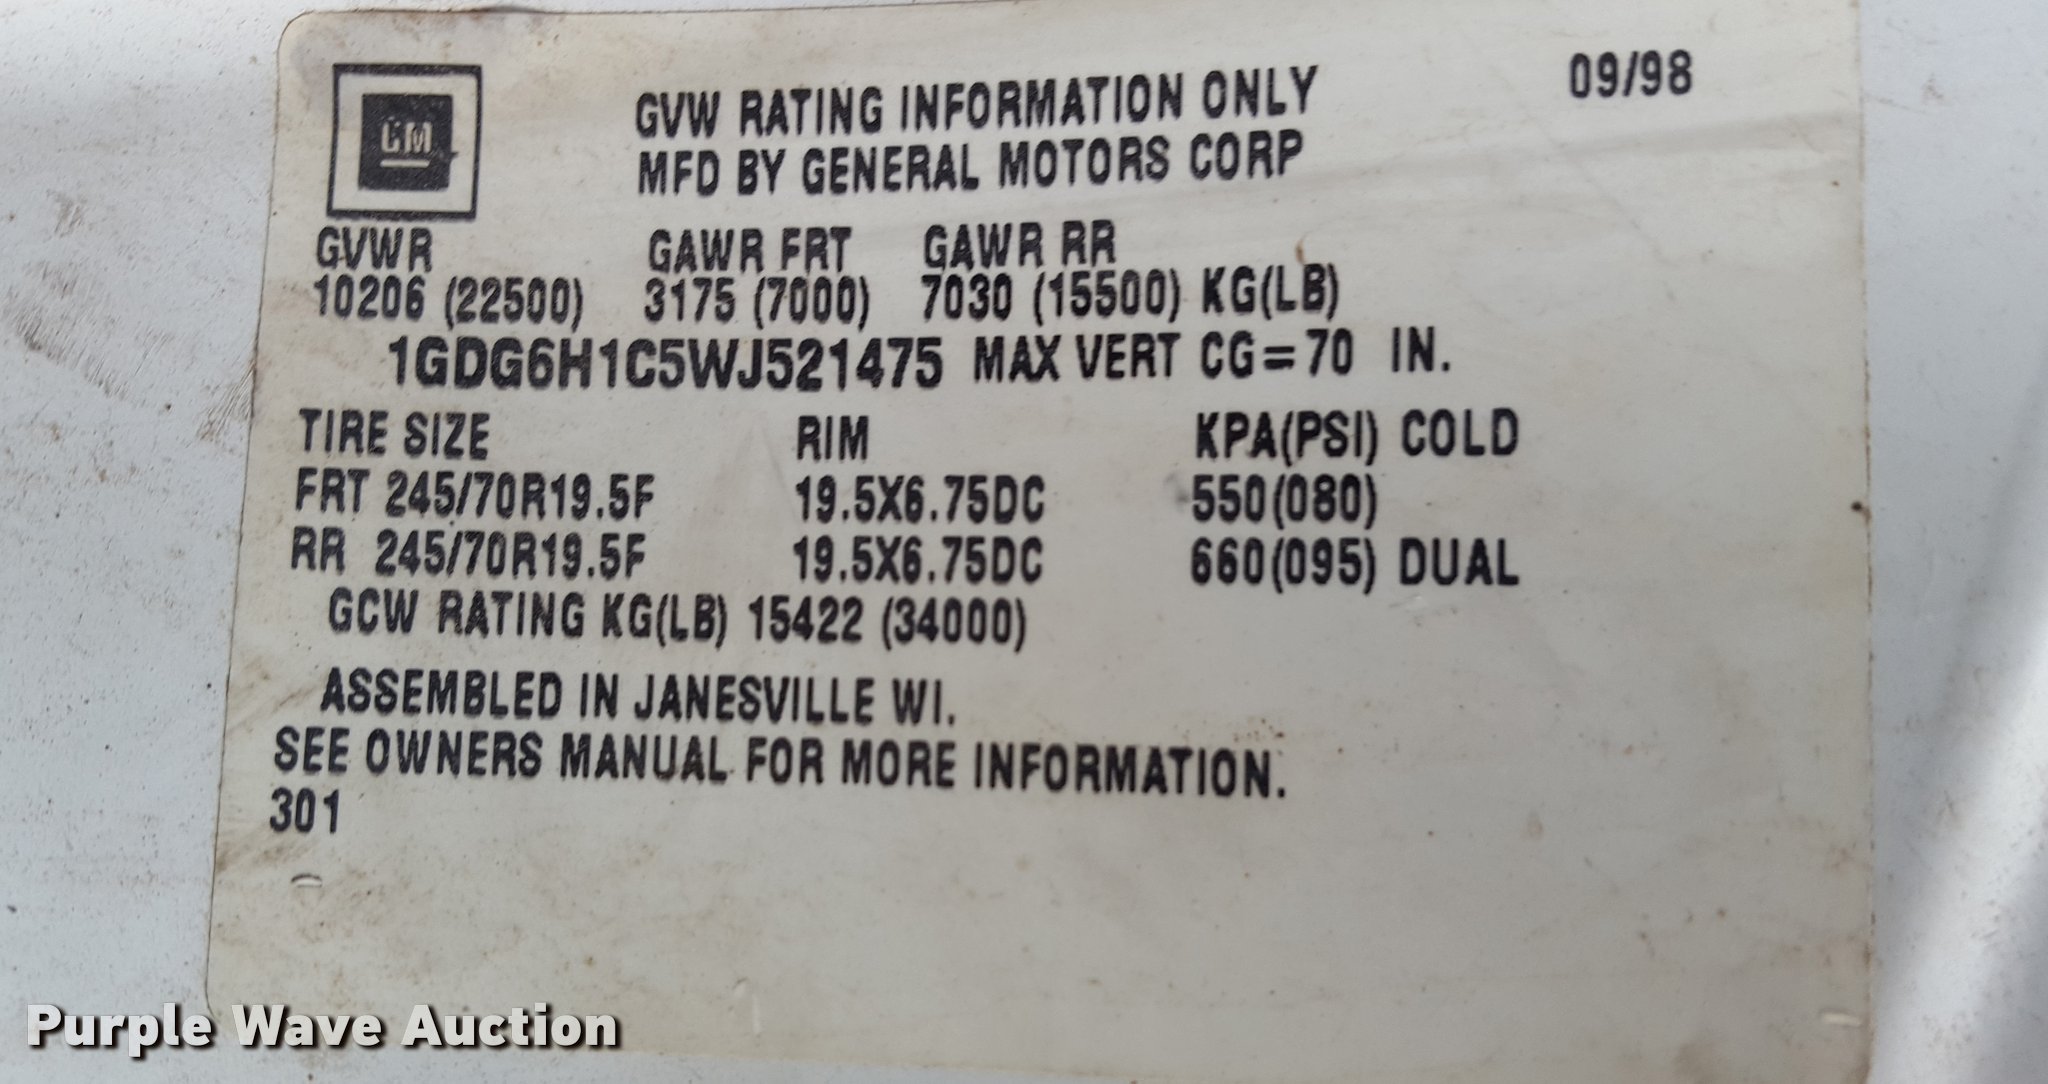 GM
GVW RATING INFORMATION ONLY 09/98
MFD BY GENERAL MOTORS CORP
GVWR GAWR FRT GAWR RR
10206 (22500) 3175 (7000) 7030 (15500) KG(LB)
1GDG6H1C5WJ521475 MAX VERT CG=70 IN.
TIRE SIZE RIM KPA(PSI) COLD
FRT 245/70R19.5F 19.5X6.75DC 550(080)
RR 245/70R19.5F 19.5X6.75DC 660(095) DUAL
GCW RATING KG(LB) 15422 (34000)
ASSEMBLED IN JANESVILLE WI.
SEE OWNERS MANUAL FOR MORE INFORMATION.
301
Purple Wave Auction